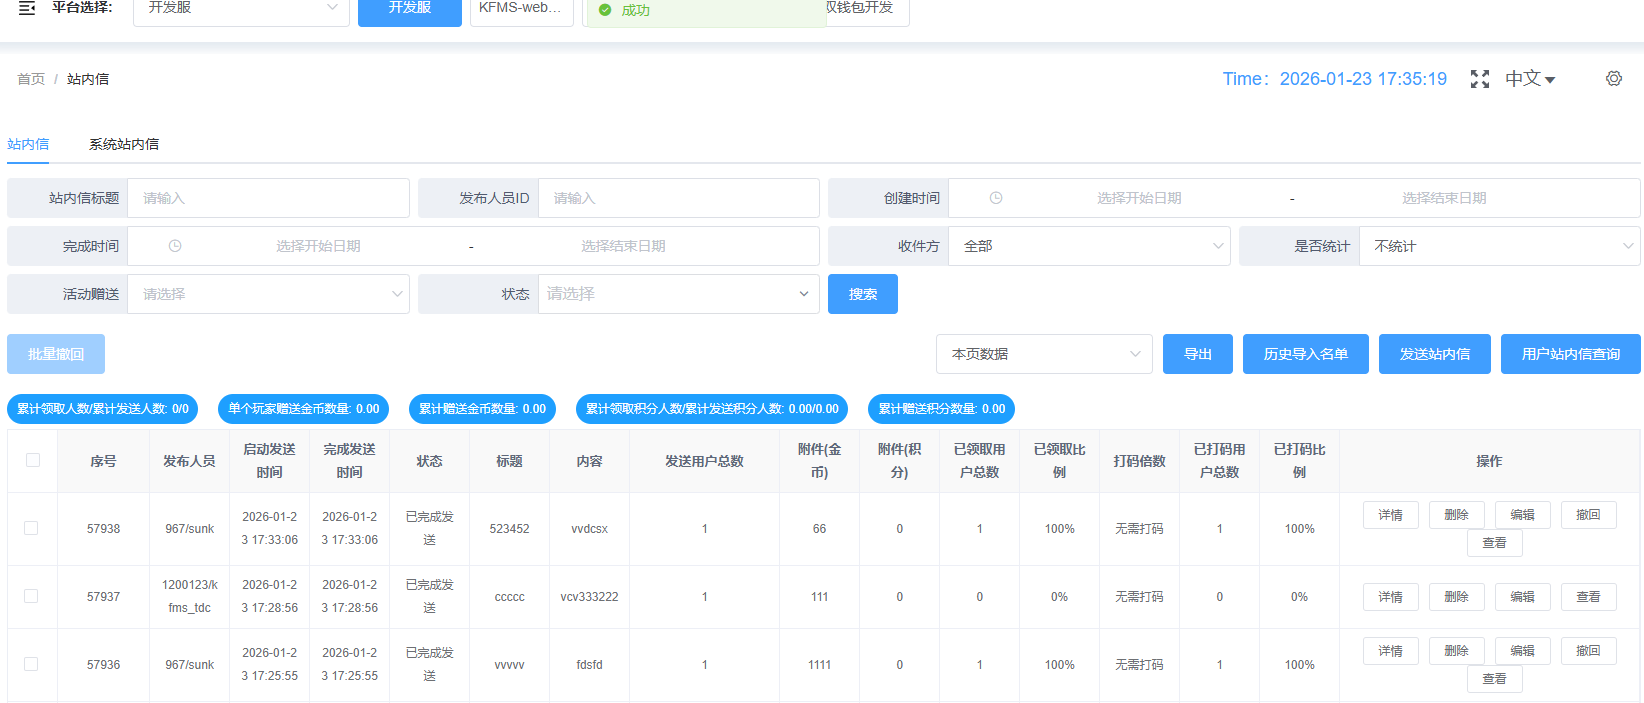 平台选择: 开发服 开发服 KFMS-web... 成功 双钱包开发
首页 / 站内信 Time： 2026-01-23 17:35:19 中文
站内信 系统站内信
站内信标题 请输入 发布人员ID 请输入 创建时间 选择开始日期 - 选择结束日期
完成时间 选择开始日期 - 选择结束日期 收件方 全部 是否统计 不统计
活动赠送 请选择 状态 请选择 搜索
批量撤回 本页数据 导出 历史导入名单 发送站内信 用户站内信查询
累计领取人数/累计发送人数: 0/0 单个玩家赠送金币数量: 0.00 累计赠送金币数量: 0.00 累计领取积分人数/累计发送积分人数: 0.00/0.00 累计赠送积分数量: 0.00
序号 发布人员 启动发送 完成发送 状态 标题 内容 发送用户总数 附件(金 附件(积 已领取用 已领取比 打码倍数 已打码用 已打码比 操作
时间 时间 币) 分) 户总数 例 户总数 例
57938 967/sunk 2026-01-2 2026-01-2 已完成发 523452 vvdcsx 1 66 0 1 100% 无需打码 1 100% 详情 删除 编辑 撤回
3 17:33:06 3 17:33:06 送 查看
57937 1200123/k 2026-01-2 2026-01-2 已完成发 ccccc vcv333222 1 111 0 0 0% 无需打码 0 0% 详情 删除 编辑 查看
fms_tdc 3 17:28:56 3 17:28:56 送
57936 967/sunk 2026-01-2 2026-01-2 已完成发 vvvvv fdsfd 1 1111 0 1 100% 无需打码 1 100% 详情 删除 编辑 撤回
3 17:25:55 3 17:25:55 送 查看